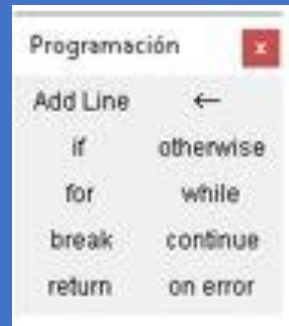 Programación x
Add Line ←
if otherwise
for while
break continue
return on error